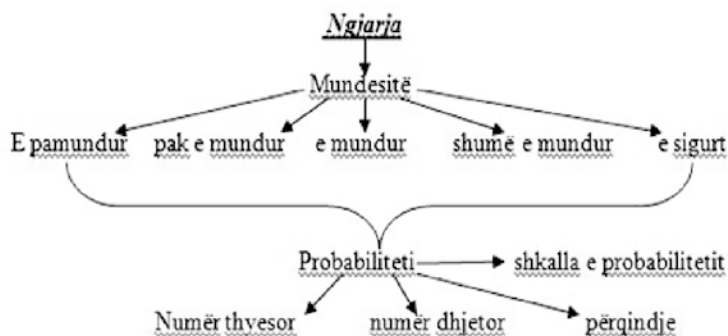 Ngjarja
Mundesitë
E pamundur pak e mundur e mundur shumë e mundur e sigurt
Probabiliteti shkalla e probabilitetit
Numër thyesor numër dhjetor përqindje